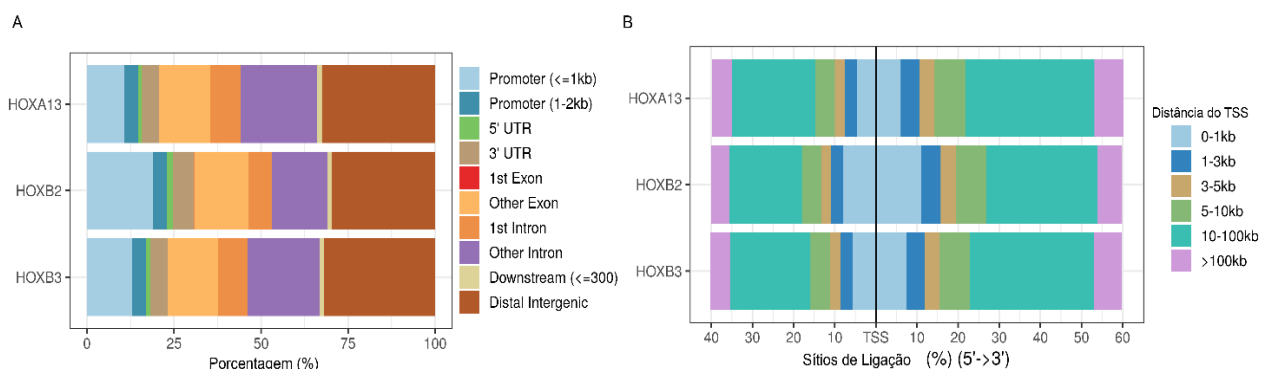 A
HOXA13
HOXB2
HOXB3
0
25
50
75
100
Porcentagem (%)
Promoter (<=1kb)
Promoter (1-2kb)
5' UTR
3' UTR
1st Exon
Other Exon
1st Intron
Other Intron
Downstream (<=300)
Distal Intergenic
B
HOXA13
HOXB2
HOXB3
40
30
20
10
TSS
10
20
30
40
50
60
Sítios de Ligação (%) (5'->3')
Distância do TSS
0-1kb
1-3kb
3-5kb
5-10kb
10-100kb
>100kb